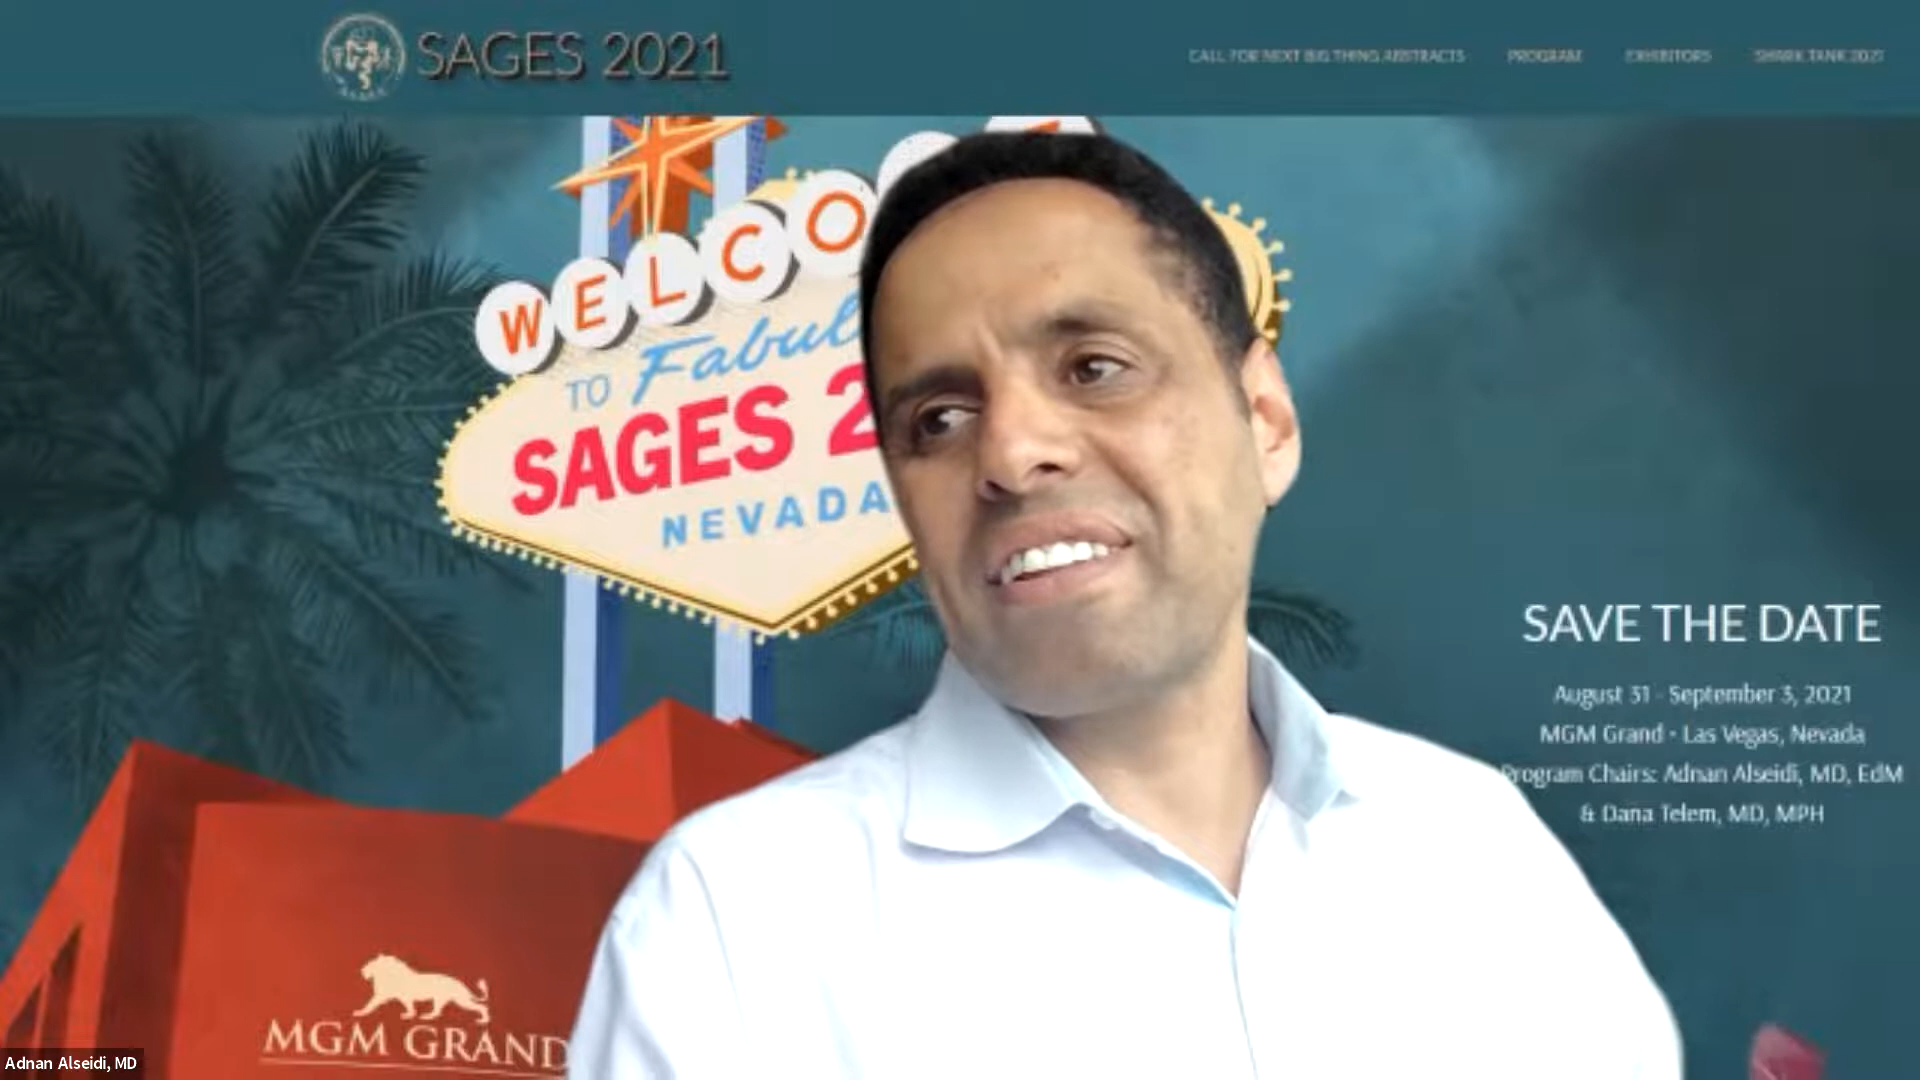 SAGES 2021
CALL FOR NEXT BIG THING ABSTRACTS PROGRAM EXHIBITORS SHARK TANK 2021
WELCO
TO Fabul
SAGES 2
NEVADA
SAVE THE DATE
August 31 - September 3, 2021
MGM Grand • Las Vegas, Nevada
Program Chairs: Adnan Alseidi, MD, EdM
& Dana Telem, MD, MPH
MGM GRAND
Adnan Alseidi, MD